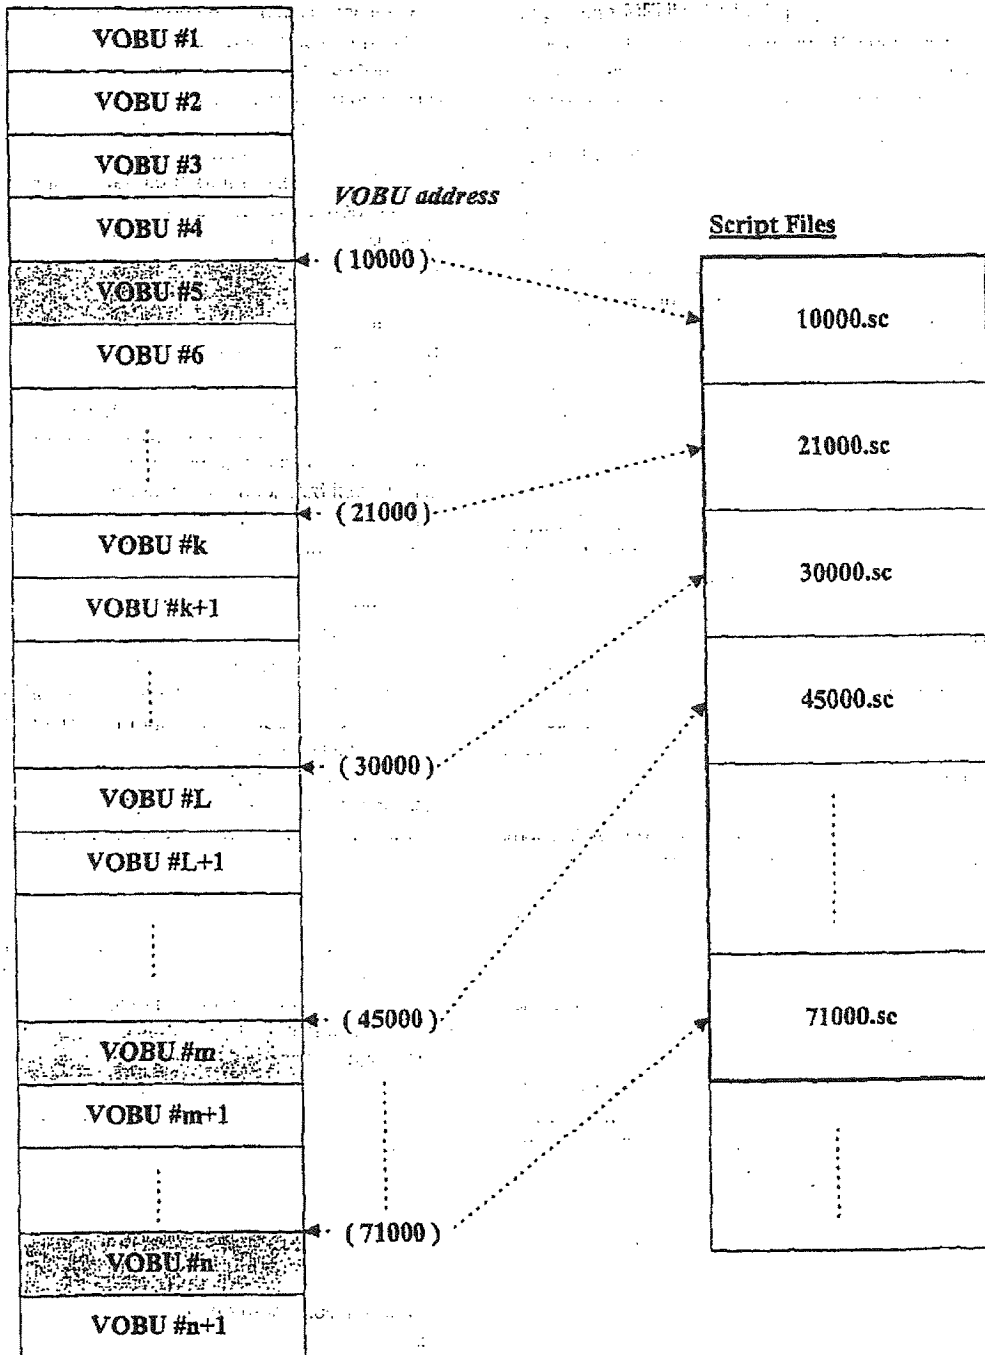 VOBU #1
VOBU #2
VOBU #3
VOBU #4
VOBU #5
VOBU #6
VOBU #k
VOBU #k+1
VOBU #L
VOBU #L+1
VOBU #m
VOBU #m+1
VOBU #n
VOBU #n+1
VOBU address
( 10000 )
( 21000 )
( 30000 )
( 45000 )
( 71000 )
Script Files
10000.sc
21000.sc
30000.sc
45000.sc
71000.sc